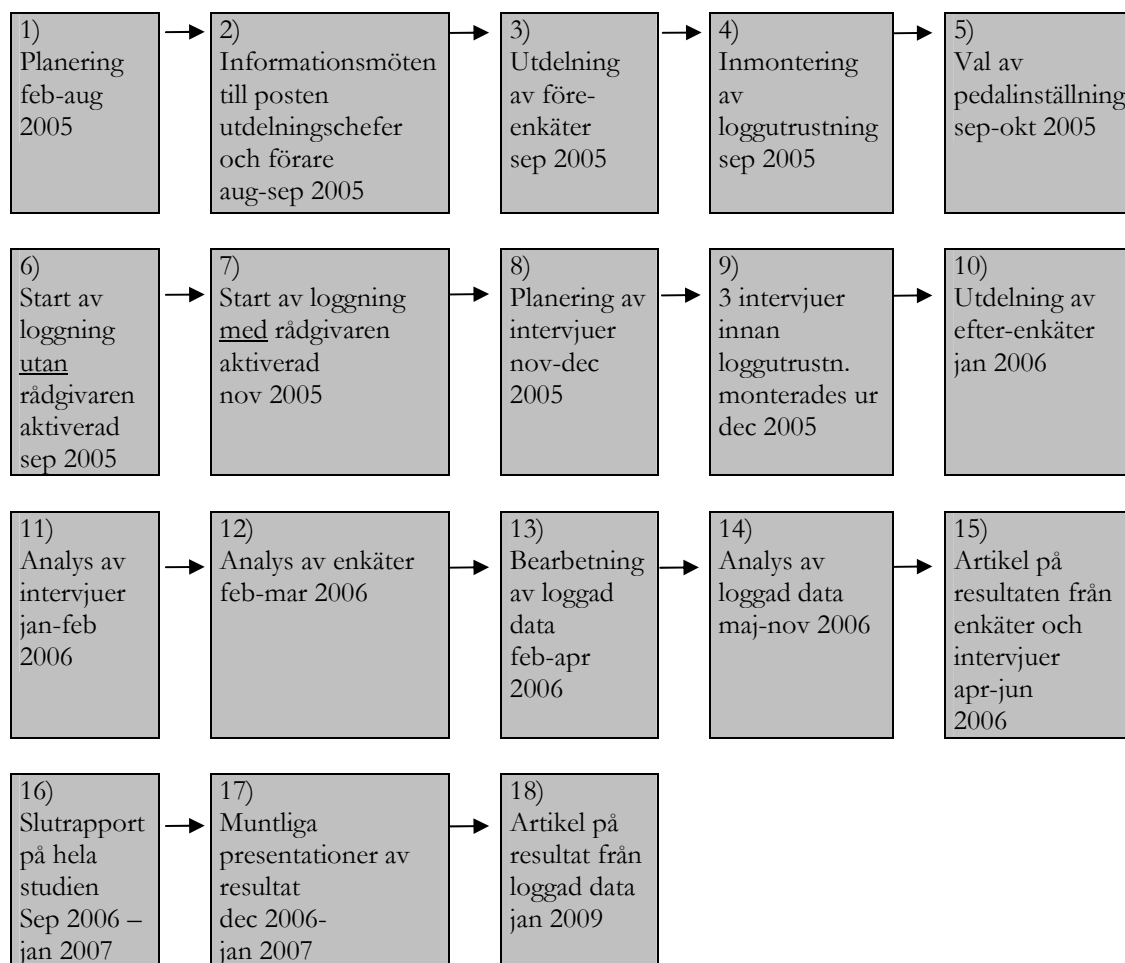 1)
Planering
feb-aug
2005
2)
Informationsmöten
till posten
utdelningschefer
och förare
aug-sep 2005
3)
Utdelning
av före-
enkäter
sep 2005
4)
Inmontering
av
loggutrustning
sep 2005
5)
Val av
pedalinställning
sep-okt 2005
6)
Start av
loggning
utan
rådgivaren
aktiverad
sep 2005
7)
Start av loggning
med rådgivaren
aktiverad
nov 2005
8)
Planering av
intervjuer
nov-dec
2005
9)
3 intervjuer
innan
loggutrustn.
monterades ur
dec 2005
10)
Utdelning av
efter-enkäter
jan 2006
11)
Analys av
intervjuer
jan-feb
2006
12)
Analys av enkäter
feb-mar 2006
13)
Bearbetning
av loggad
data
feb-apr
2006
14)
Analys av
loggad data
maj-nov 2006
15)
Artikel på
resultaten från
enkäter och
intervjuer
apr-jun
2006
16)
Slutrapport
på hela
studien
Sep 2006 –
jan 2007
17)
Muntliga
presentationer av
resultat
dec 2006-
jan 2007
18)
Artikel på
resultat från
loggad data
jan 2009